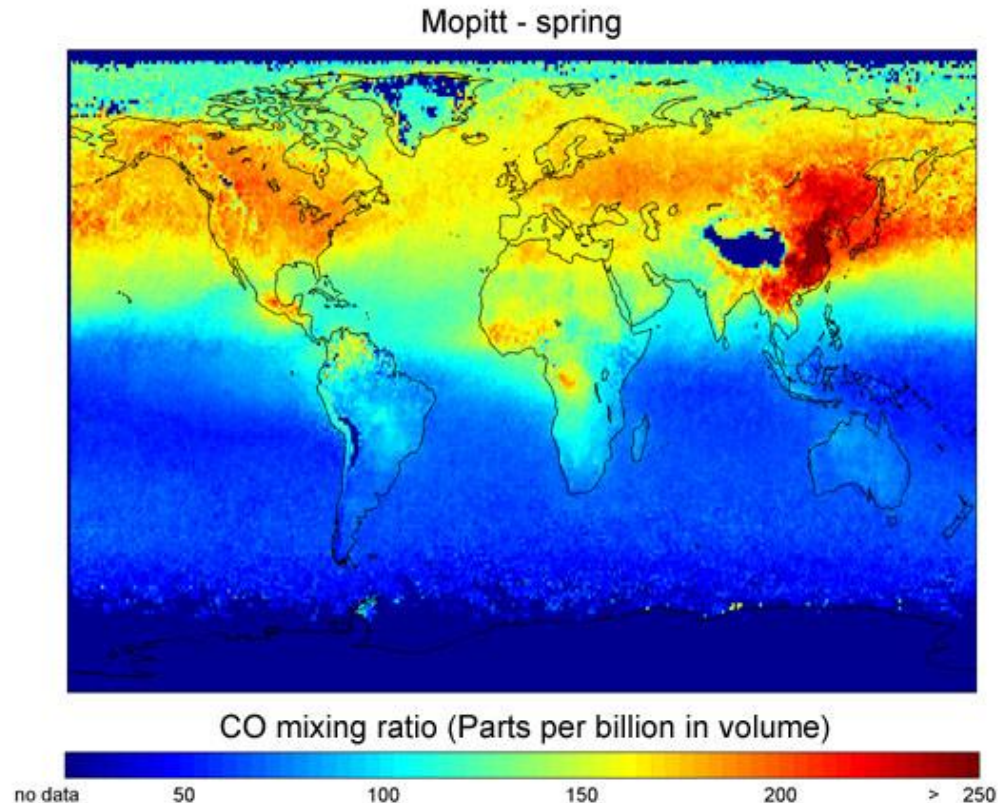 Mopitt - spring
CO mixing ratio (Parts per billion in volume)
no data 50 100 150 200 > 250